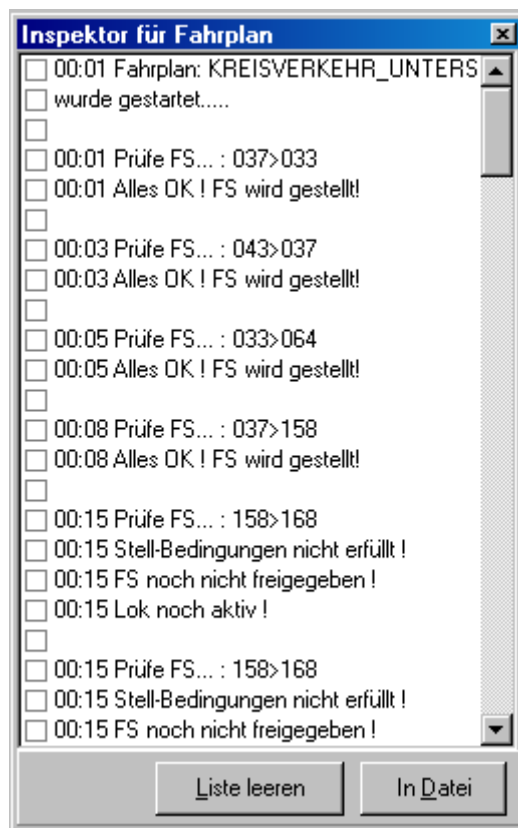 Inspektor für Fahrplan
00:01 Fahrplan: KREISVERKEHR_UNTERS
wurde gestartet.....
00:01 Prüfe FS... : 037>033
00:01 Alles OK ! FS wird gestellt!
00:03 Prüfe FS... : 043>037
00:03 Alles OK ! FS wird gestellt!
00:05 Prüfe FS... : 033>064
00:05 Alles OK ! FS wird gestellt!
00:08 Prüfe FS... : 037>158
00:08 Alles OK ! FS wird gestellt!
00:15 Prüfe FS... : 158>168
00:15 Stell-Bedingungen nicht erfüllt !
00:15 FS noch nicht freigegeben !
00:15 Lok noch aktiv !
00:15 Prüfe FS... : 158>168
00:15 Stell-Bedingungen nicht erfüllt !
00:15 FS noch nicht freigegeben !
Liste leeren
In Datei